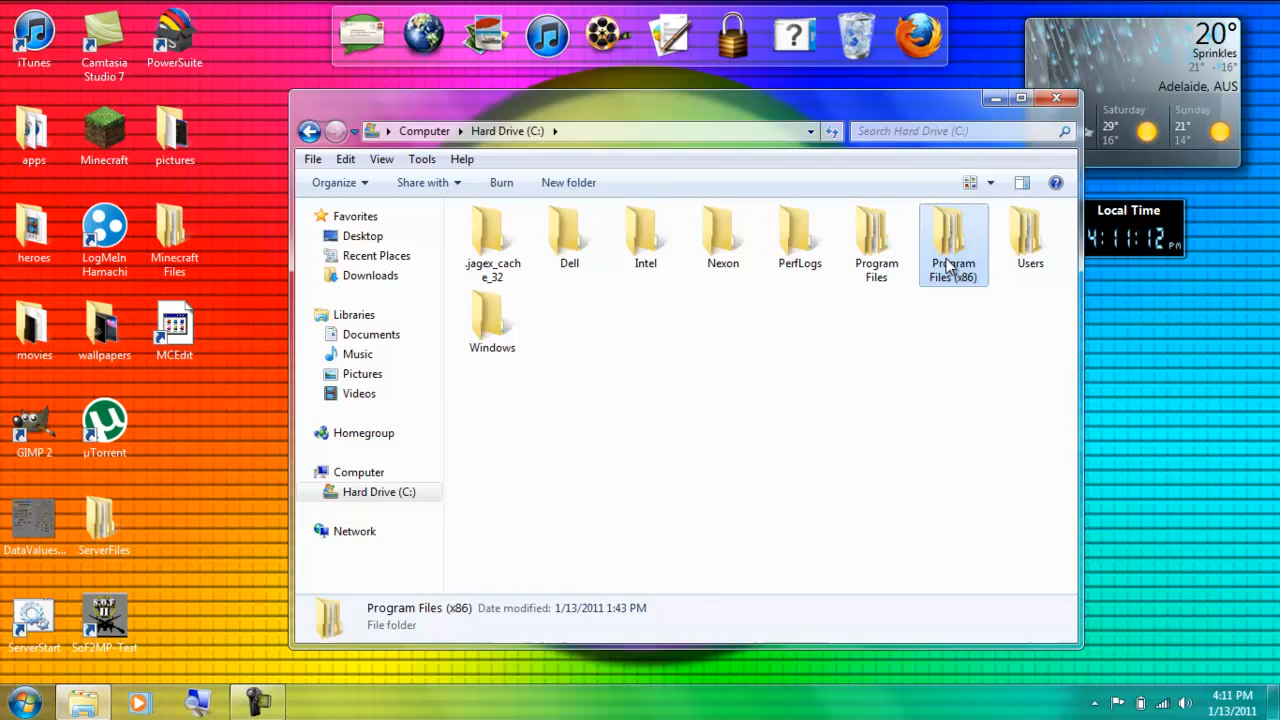 iTunes
Camtasia
Studio 7
PowerSuite
apps
Minecraft
pictures
heroes
LogMeIn
Hamachi
Minecraft
Files
movies
wallpapers
MCEdit
GIMP 2
µTorrent
DataValues...
ServerFiles
ServerStart
SoF2MP-Test
S.O.F
II
20°
Sprinkles
21° - 16°
Adelaide, AUS
Saturday
Sunday
29°
16°
21°
14°
Local Time
4:11:12 PM
Computer
Hard Drive (C:)
Search Hard Drive (C:)
File Edit View Tools Help
Organize Share with Burn New folder
Favorites
Desktop
Recent Places
Downloads
Libraries
Documents
Music
Pictures
Videos
Homegroup
Computer
Hard Drive (C:)
Network
.jagex_cach
e_32
Dell
Intel
Nexon
PerfLogs
Program
Files
Program
Files (x86)
Users
Windows
Program Files (x86) Date modified: 1/13/2011 1:43 PM
File folder
4:11 PM
1/13/2011